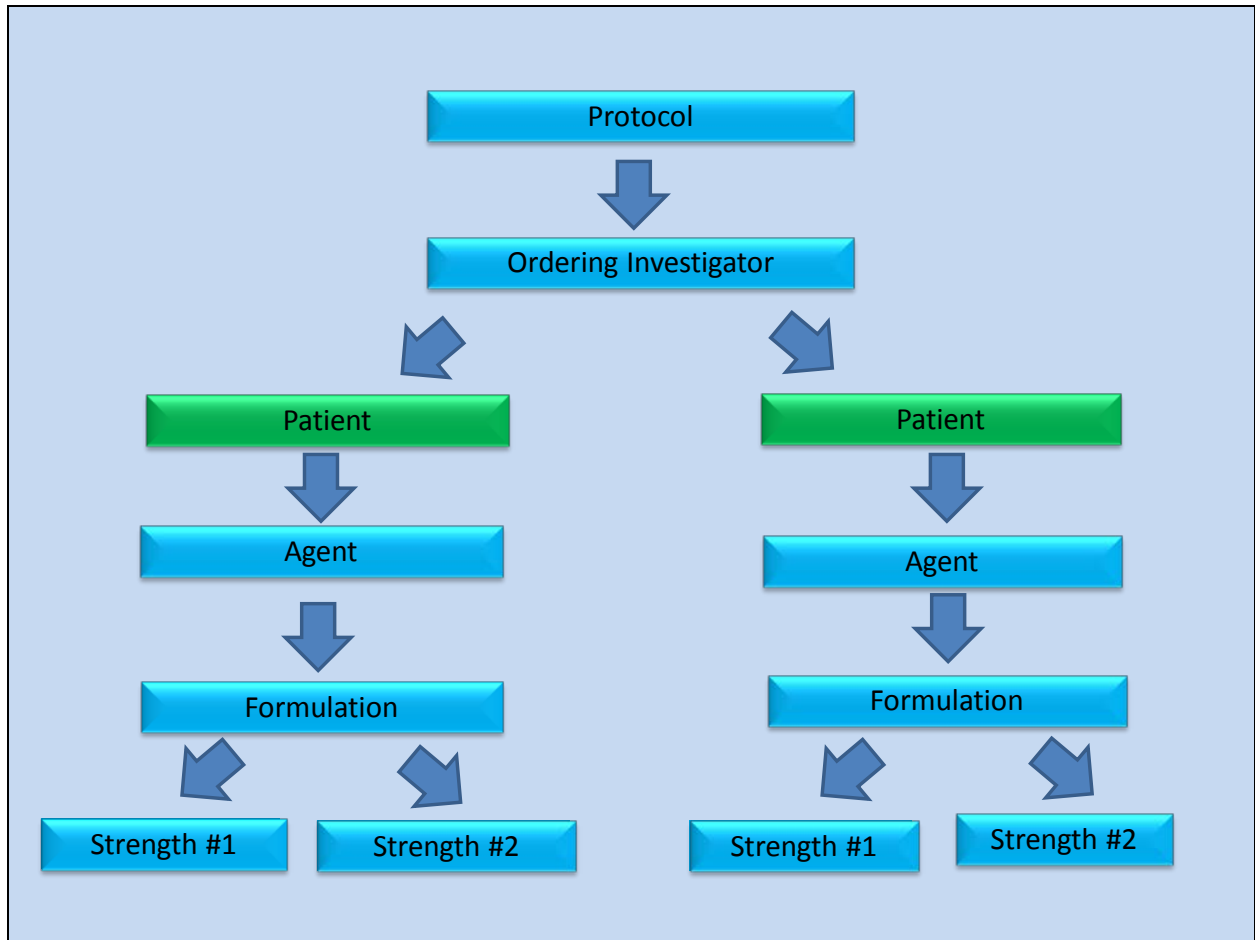 Protocol
Ordering Investigator
Patient
Patient
Agent
Agent
Formulation
Formulation
Strength #1
Strength #2
Strength #1
Strength #2